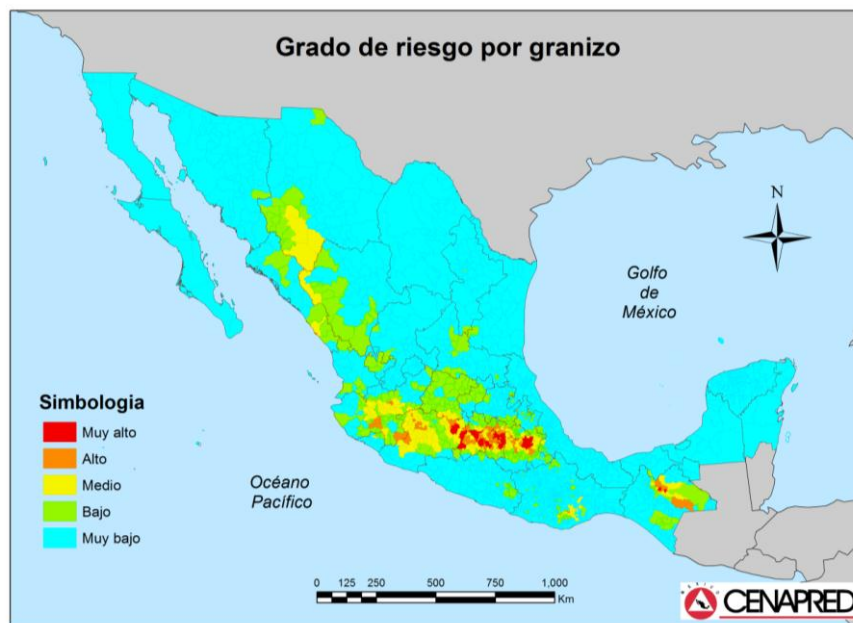 Grado de riesgo por granizo
N
Golfo
de
México
Simbologia
Muy alto
Alto
Medio
Bajo
Muy bajo
Océano
Pacífico
0 125 250 500 750 1,000
Km
MÉXICO
CENAPRED